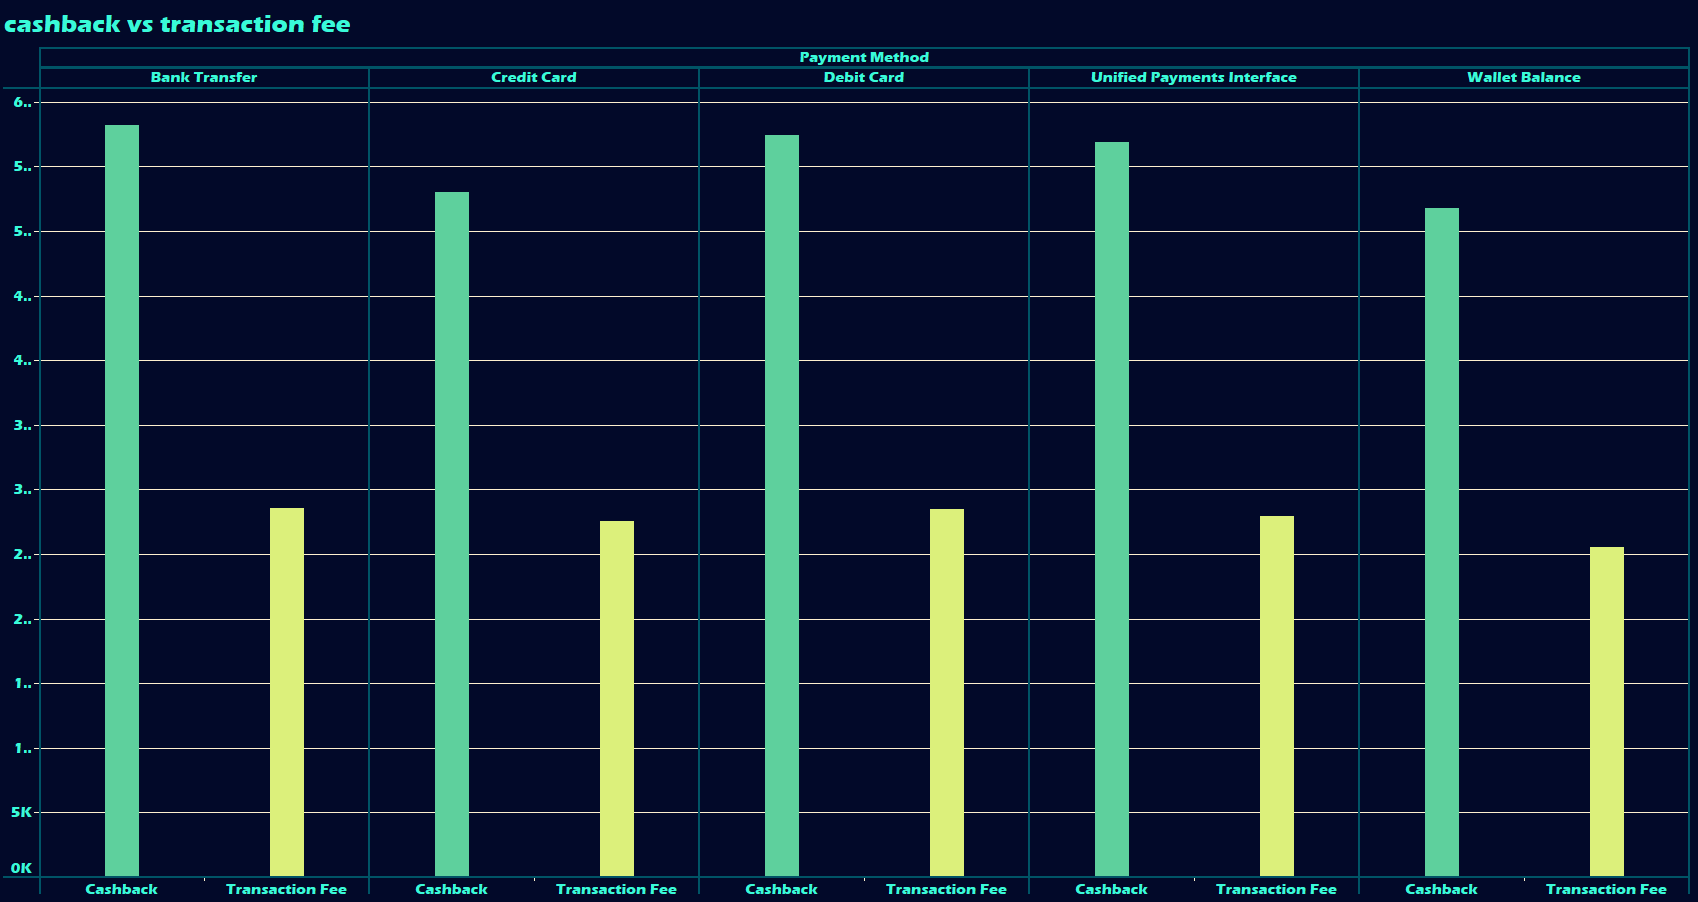 cashback vs transaction fee
Payment Method
Bank Transfer Credit Card Debit Card Unified Payments Interface Wallet Balance
6..
5..
5..
4..
4..
3..
3..
2..
2..
1..
1..
5K
0K
Cashback Transaction Fee Cashback Transaction Fee Cashback Transaction Fee Cashback Transaction Fee Cashback Transaction Fee